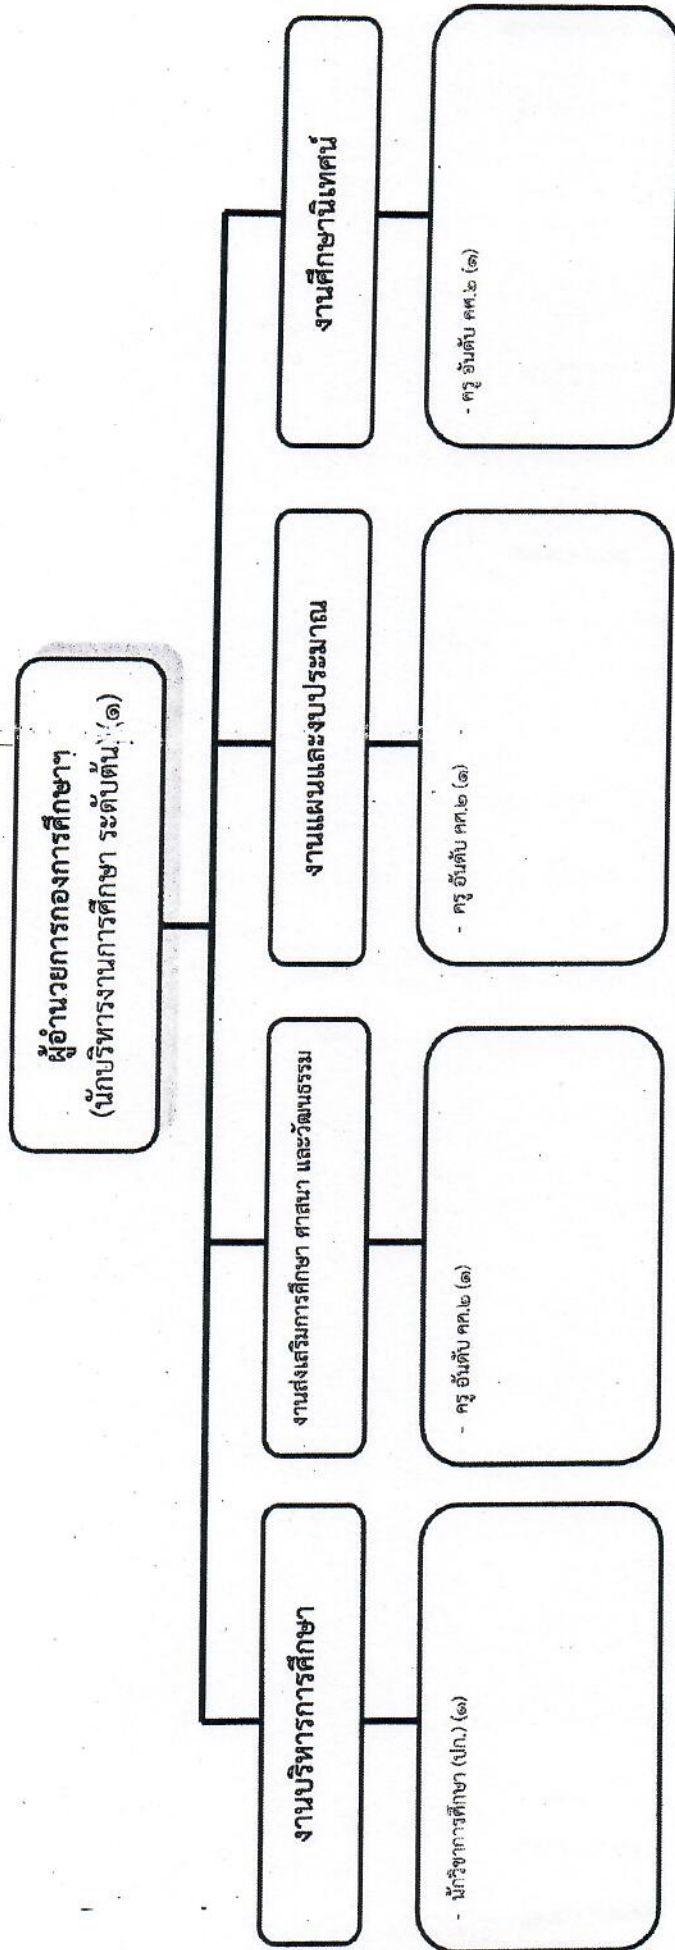 ผู้อำนวยการกองการศึกษาฯ
(นักบริหารงานการศึกษา ระดับต้น) (๑)
งานบริหารการศึกษา
งานส่งเสริมการศึกษา ศาสนา และวัฒนธรรม
งานแผนและงบประมาณ
งานศึกษานิเทศน์
- นักวิชาการศึกษา (ปก.) (๑)
- ครู อันดับ คศ.๒ (๑)
- ครู อันดับ คศ.๒ (๑)
- ครู อันดับ คศ.๒ (๑)